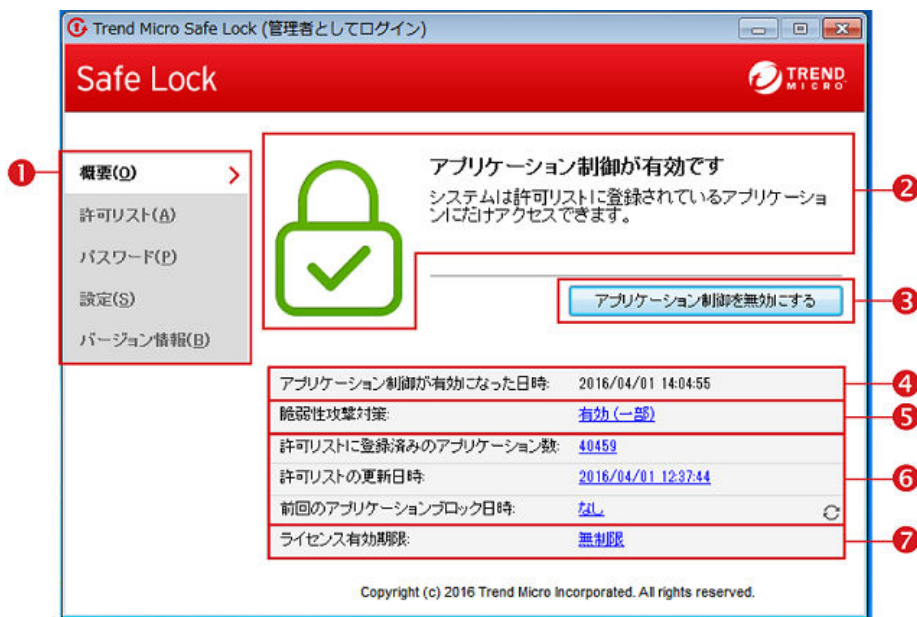 Trend Micro Safe Lock (管理者としてログイン)
Safe Lock
TREND
MICRO
1
概要(O)
許可リスト(A)
パスワード(P)
設定(S)
バージョン情報(B)
アプリケーション制御が有効です
システムは許可リストに登録されているアプリケーショ
ンにだけアクセスできます。
2
アプリケーション制御を無効にする
3
アプリケーション制御が有効になった日時: 2016/04/01 14:04:55
4
脆弱性攻撃対策: 有効 (一部)
5
許可リストに登録済みのアプリケーション数: 40459
許可リストの更新日時: 2016/04/01 12:37:44
6
前回のアプリケーションブロック日時: なし
ライセンス有効期限: 無制限
7
Copyright (c) 2016 Trend Micro Incorporated. All rights reserved.